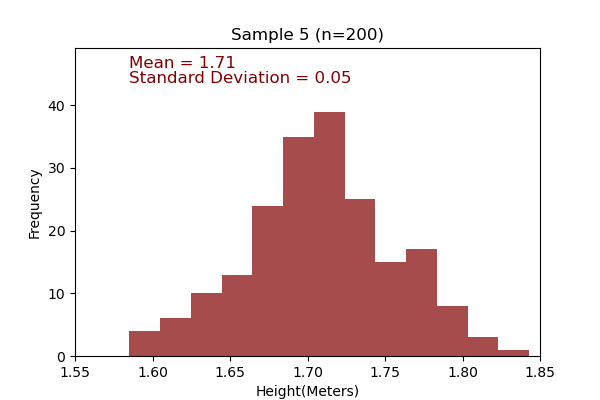 Sample 5 (n=200)
Mean = 1.71
Standard Deviation = 0.05
40
30
20
10
0
Frequency
1.55 1.60 1.65 1.70 1.75 1.80 1.85
Height(Meters)